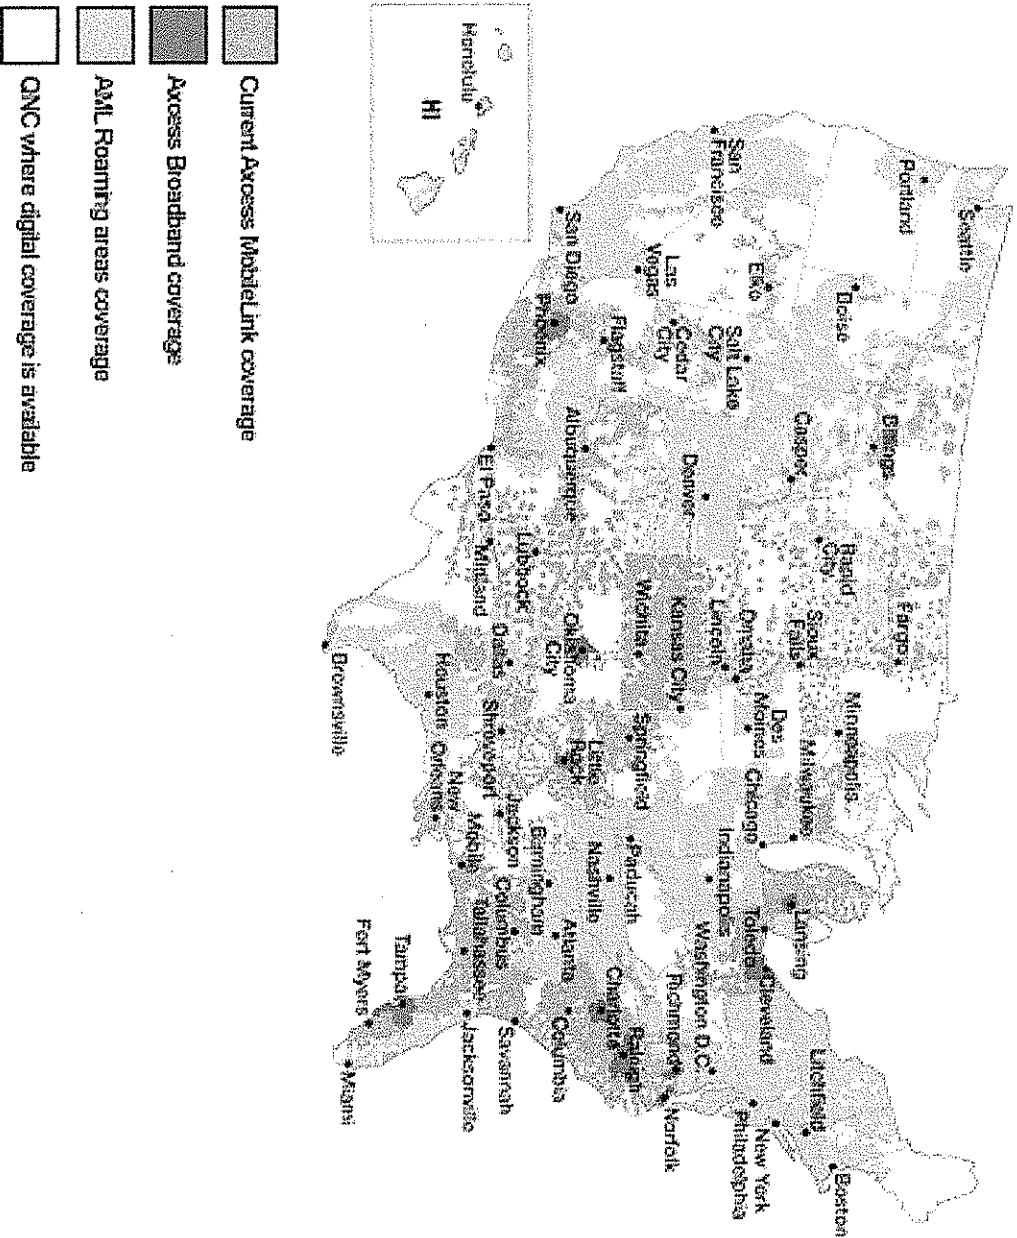 Seattle
Portland
San
Francisco
Boise
Elko
Billings
Casper
Salt Lake
City
Las
Vegas
Cedar
City
Flagstaff
San Diego
Phoenix
Albuquerque
Denver
El Paso
Midland
Lubbock
Rapid
City
Fargo
Sioux
Falls
Omaha
Lincoln
Kansas City
Wichita
Oklahoma
City
Dallas
Houston
Brownsville
Minneapolis
Des
Moines
Milwaukee
Chicago
Springfield
Little
Rock
Shreveport
New
Orleans
Jackson
Mobile
Birmingham
Nashville
Paducah
Indianapolis
Lansing
Toledo
Cleveland
Atlanta
Columbus
Tallahassee
Tampa
Fort Myers
Miami
Jacksonville
Savannah
Columbia
Charlotte
Raleigh
Richmond
Washington D.C.
Norfolk
Philadelphia
New York
Litchfield
Boston
Honolulu
HI
Current Axcess MobileLink coverage
Axcess Broadband coverage
AML Roaming areas coverage
QNC where digital coverage is available